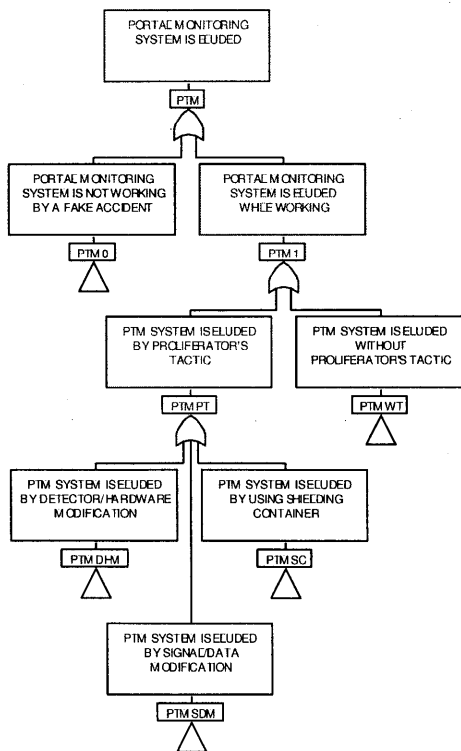 PORTAL MONITORING
SYSTEM IS ELUDED
PTM
PORTAL MONITORING
SYSTEM IS NOT WORKING
BY A FAKE ACCIDENT
PTM 0
PORTAL MONITORING
SYSTEM IS ELUDED
WHILE WORKING
PTM 1
PTM SYSTEM IS ELUDED
BY PROLIFERATOR'S
TACTIC
PTM PT
PTM SYSTEM IS ELUDED
WITHOUT
PROLIFERATOR'S TACTIC
PTM WT
PTM SYSTEM IS ELUDED
BY DETECTOR/HARDWARE
MODIFICATION
PTM DHM
PTM SYSTEM IS ELUDED
BY USING SHIELDING
CONTAINER
PTM SC
PTM SYSTEM IS ELUDED
BY SIGNAL/DATA
MODIFICATION
PTM SDM